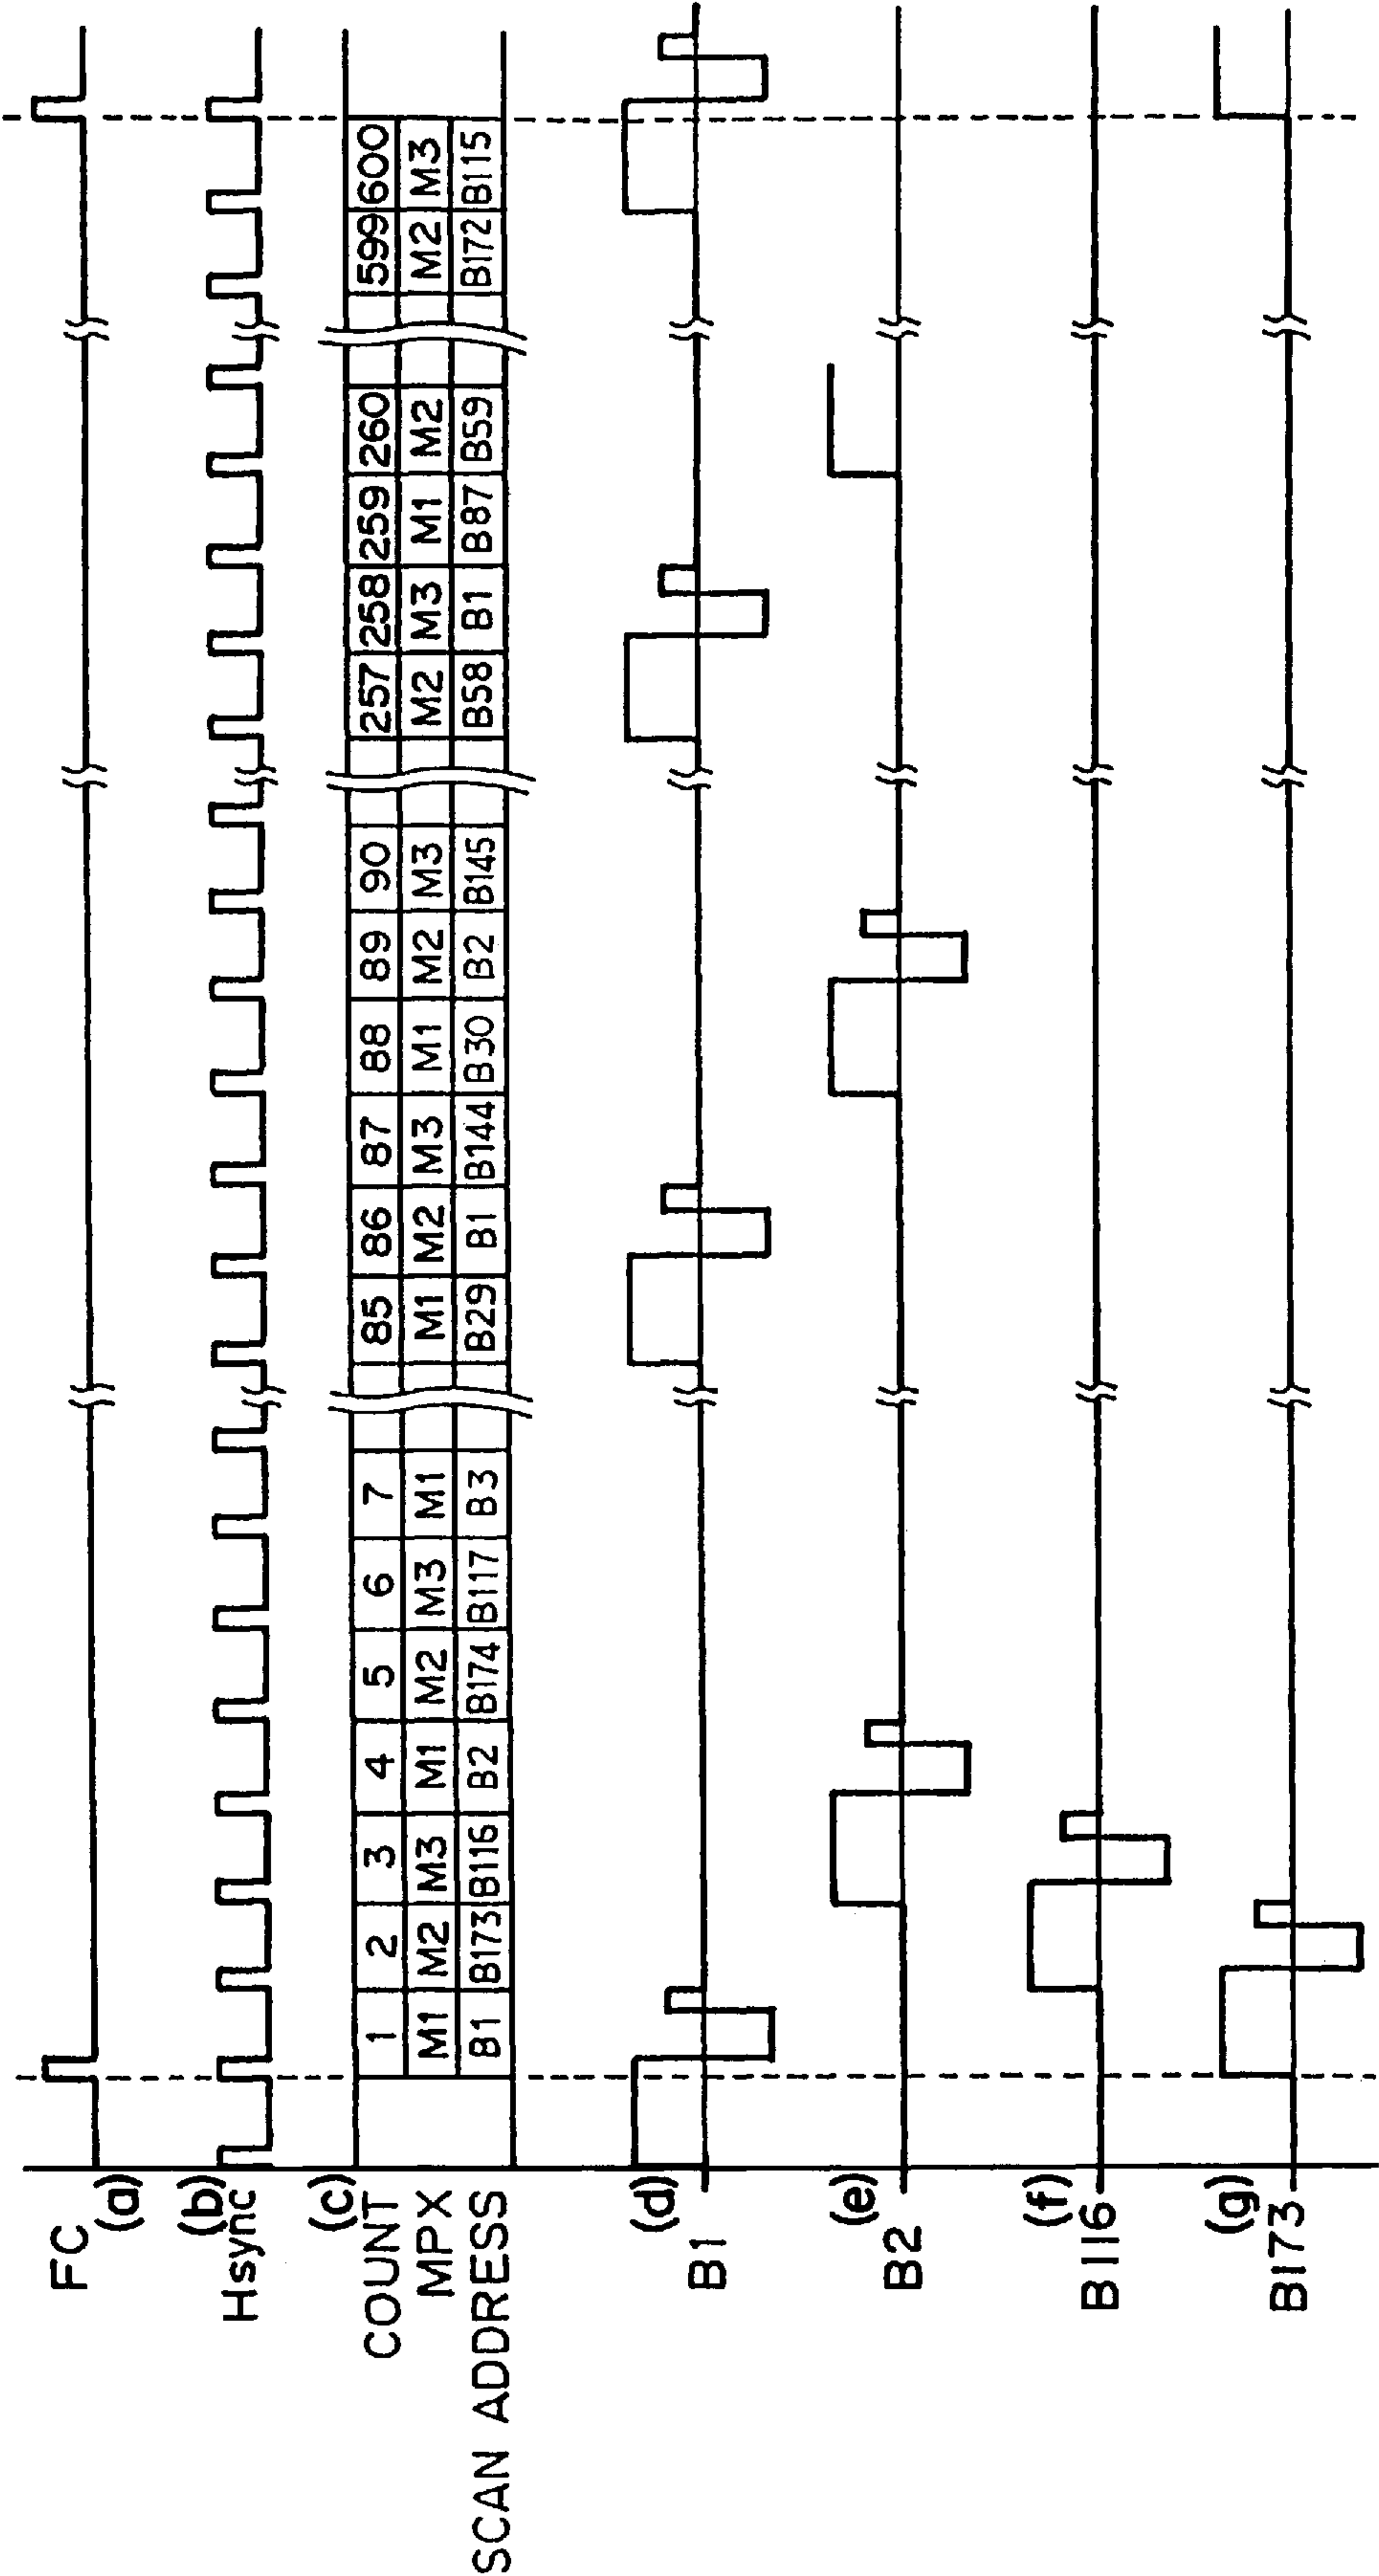 FC
(a)
(b)
Hsync
(c)
COUNT 1 2 3 4 5 6 7 85 86 87 88 89 90 257 258 259 260 599 600
MPX M1 M2 M3 M1 M2 M3 M1 M1 M2 M3 M1 M2 M3 M2 M3 M1 M2 M2 M3
SCAN ADDRESS B1 B173 B116 B2 B174 B117 B3 B29 B1 B144 B30 B2 B145 B58 B1 B87 B59 B172 B115
(d)
B1
(e)
B2
(f)
B116
(g)
B173